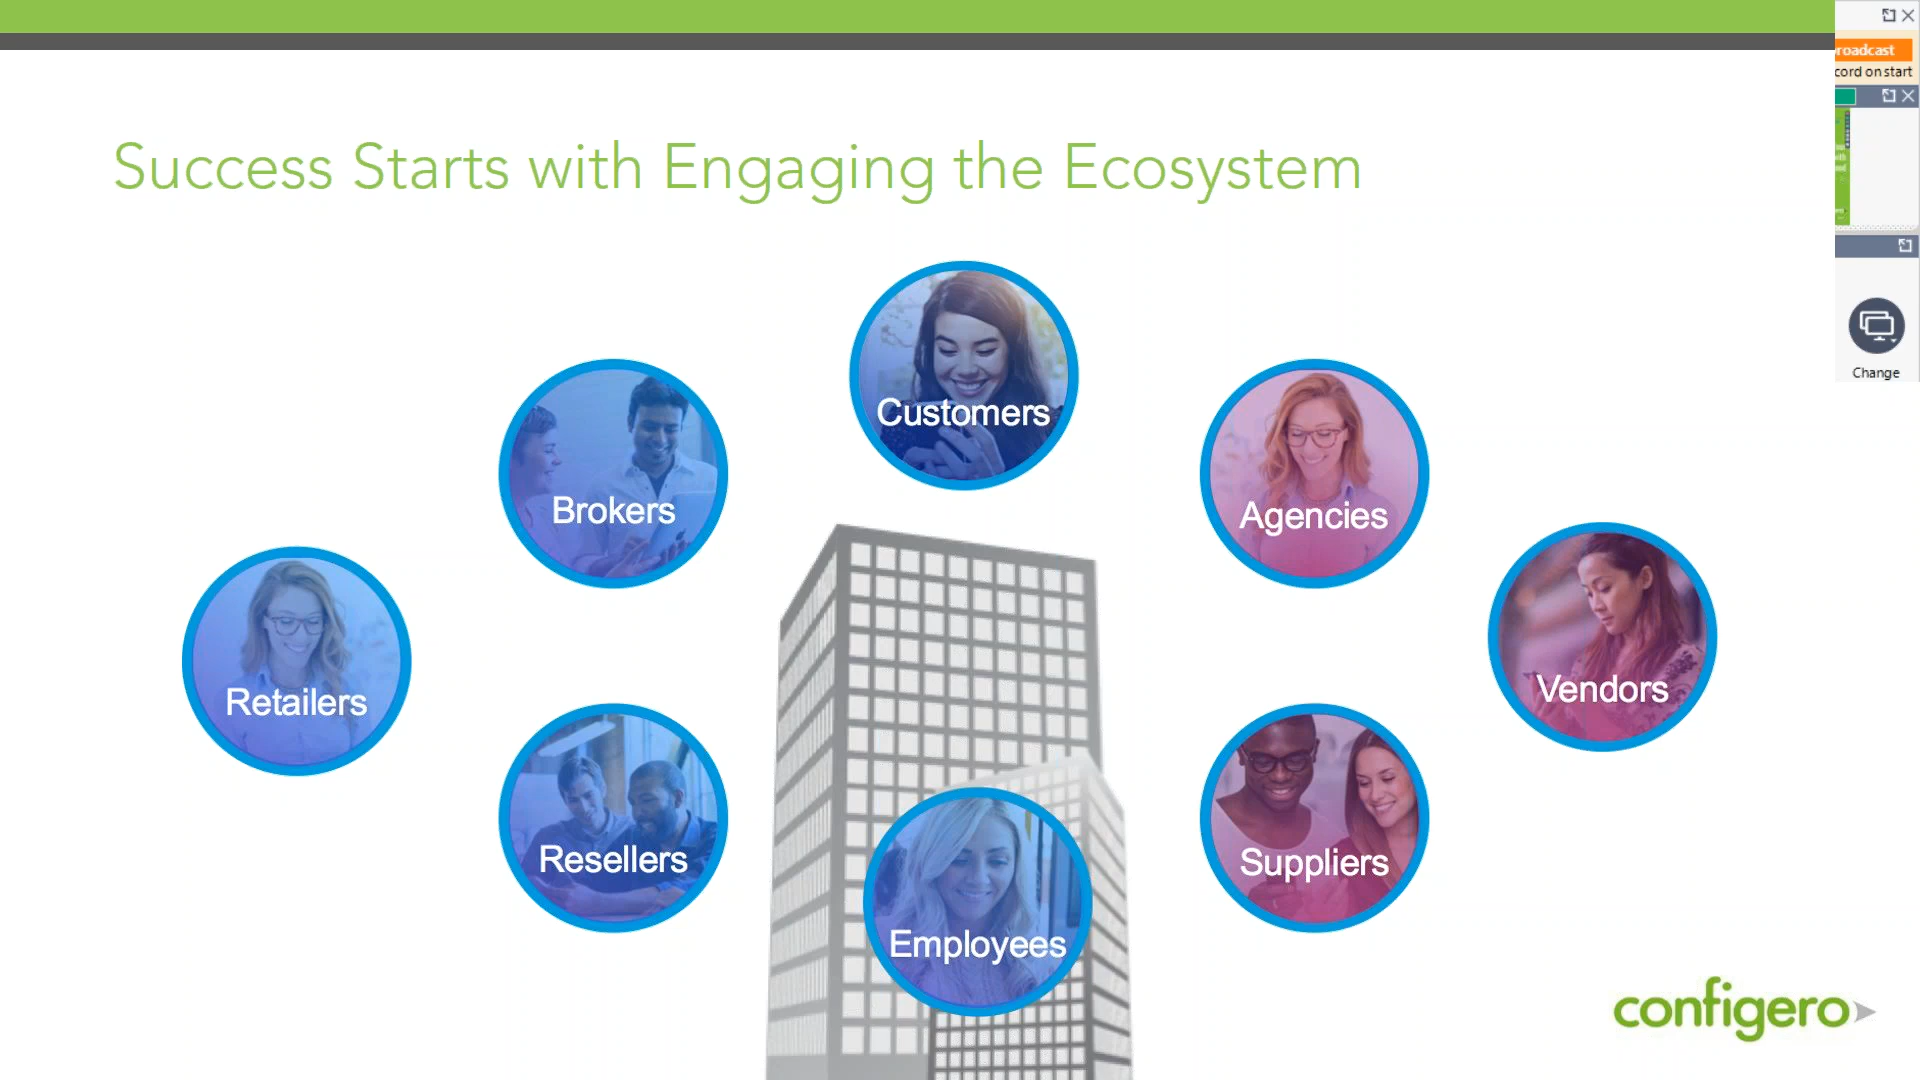 roadcast
cord on start
Success Starts with Engaging the Ecosystem
Change
Customers
Brokers
Agencies
Retailers
Vendors
Resellers
Suppliers
Employees
configero